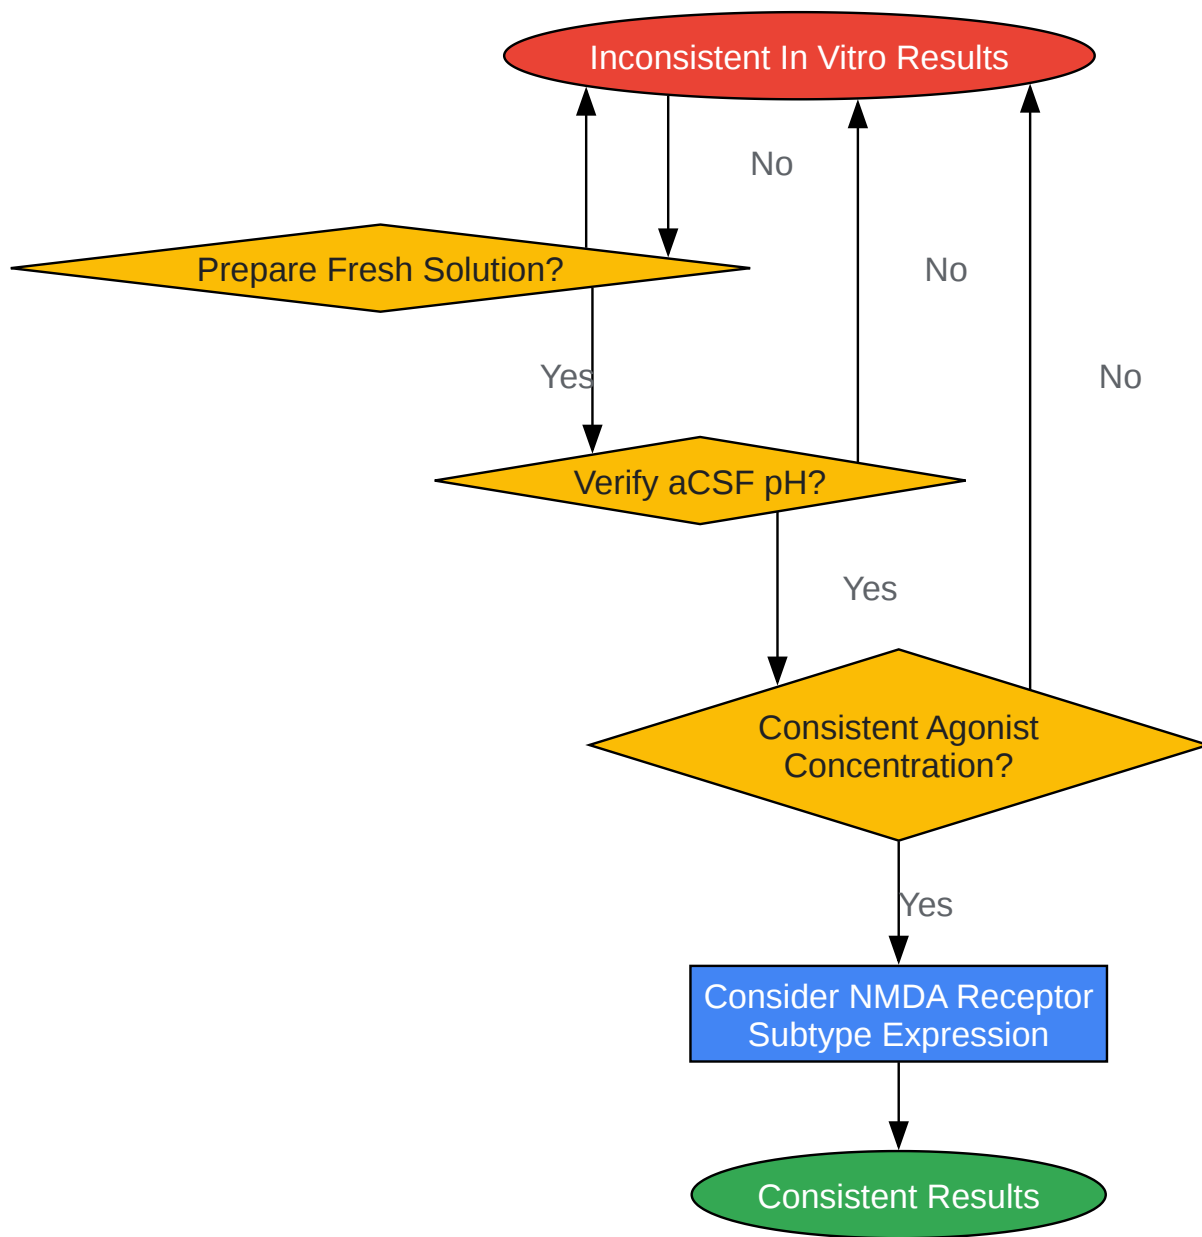 Inconsistent In Vitro Results
No
Prepare Fresh Solution?
No
Yes
No
Verify aCSF pH?
Yes
Consistent Agonist
Concentration?
Yes
Consider NMDA Receptor
Subtype Expression
Consistent Results